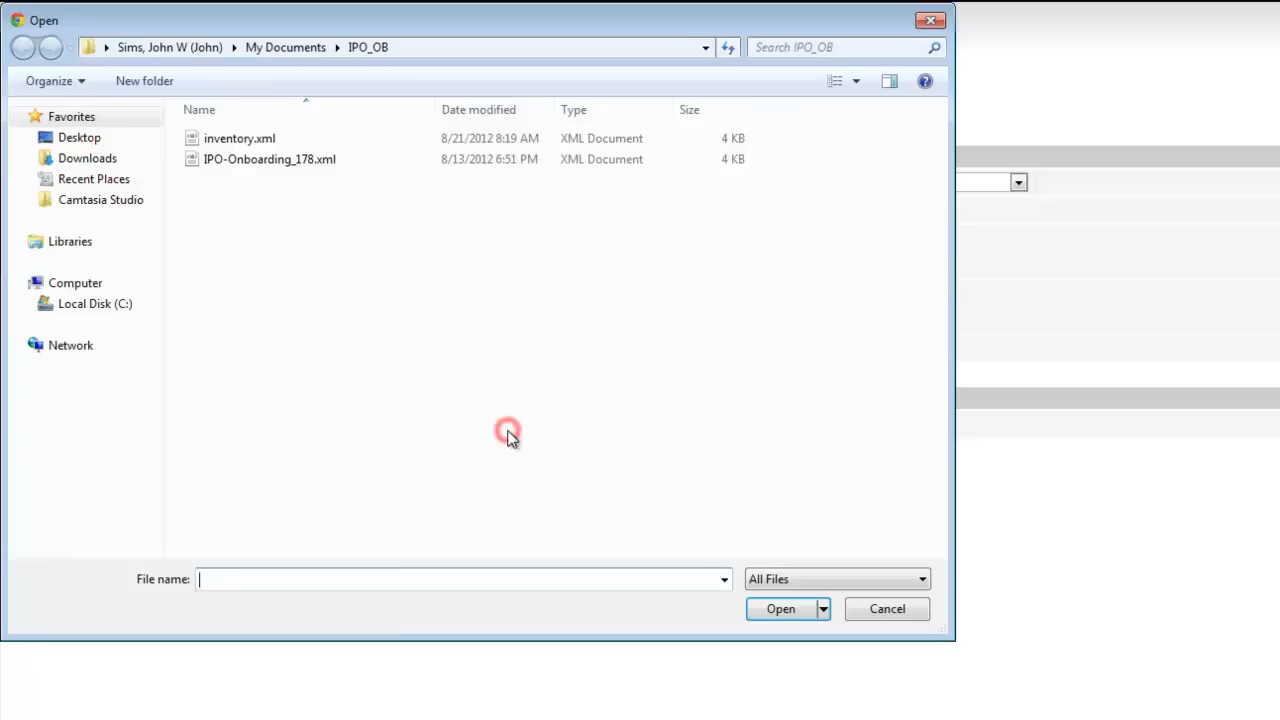 Open
Sims, John W (John) My Documents IPO_OB Search IPO_OB
Organize New folder
Name Date modified Type Size
Favorites
Desktop
Downloads
Recent Places
Camtasia Studio
Libraries
Computer
Local Disk (C:)
Network
inventory.xml 8/21/2012 8:19 AM XML Document 4 KB
IPO-Onboarding_178.xml 8/13/2012 6:51 PM XML Document 4 KB
File name: All Files
Open Cancel